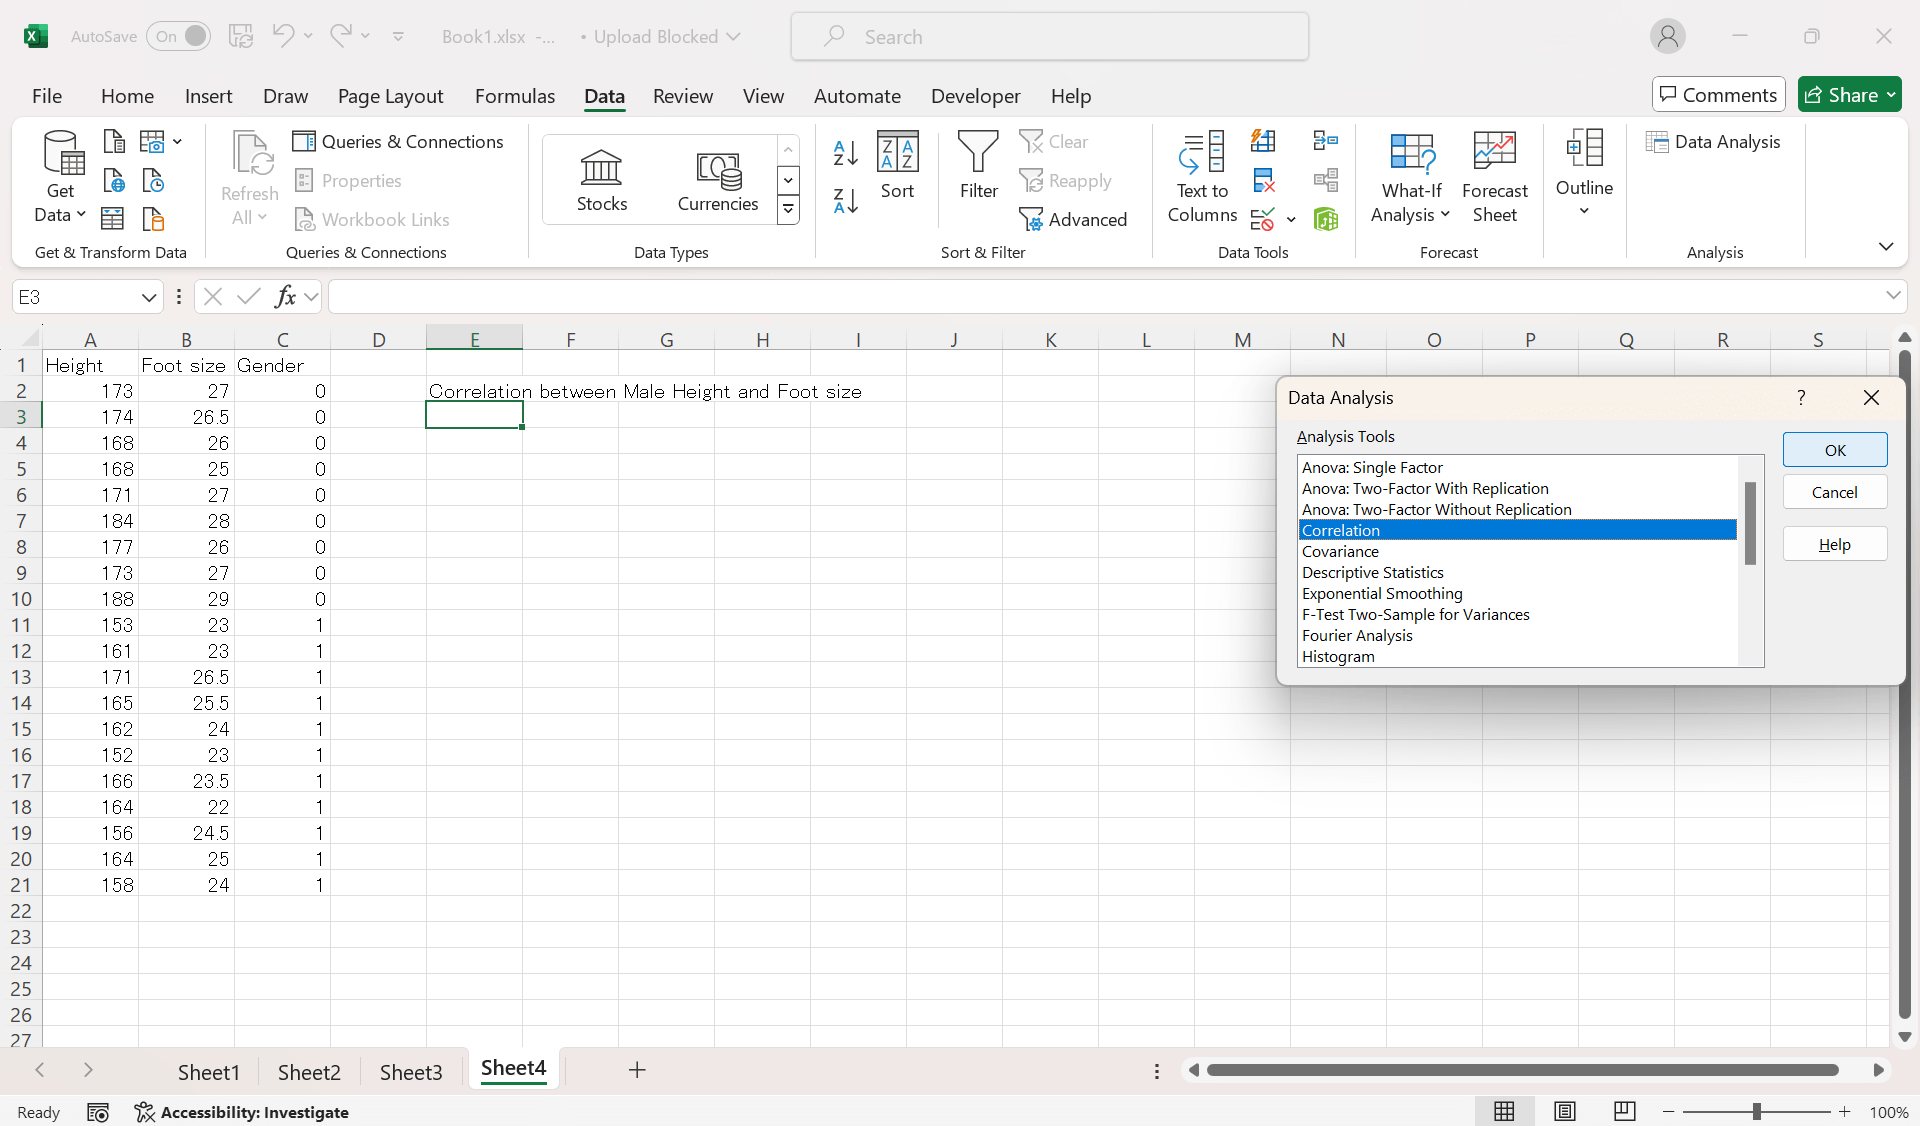 AutoSave On Book1.xlsx -... • Upload Blocked Search
File Home Insert Draw Page Layout Formulas Data Review View Automate Developer Help Comments Share
Get Data
Refresh All
Queries & Connections
Properties
Workbook Links
Stocks
Currencies
Sort
Filter
Clear
Reapply
Advanced
Text to Columns
What-If Analysis
Forecast Sheet
Outline
Data Analysis
Get & Transform Data Queries & Connections Data Types Sort & Filter Data Tools Forecast Analysis
E3 fx
A B C D E F G H I J K L M N O P Q R S
1 Height Foot size Gender
2 173 27 0 Correlation between Male Height and Foot size
3 174 26.5 0
4 168 26 0
5 168 25 0
6 171 27 0
7 184 28 0
8 177 26 0
9 173 27 0
10 188 29 0
11 153 23 1
12 161 23 1
13 171 26.5 1
14 165 25.5 1
15 162 24 1
16 152 23 1
17 166 23.5 1
18 164 22 1
19 156 24.5 1
20 164 25 1
21 158 24 1
22
23
24
25
26
27
Data Analysis ?
Analysis Tools
Anova: Single Factor
Anova: Two-Factor With Replication
Anova: Two-Factor Without Replication
Correlation
Covariance
Descriptive Statistics
Exponential Smoothing
F-Test Two-Sample for Variances
Fourier Analysis
Histogram
OK
Cancel
Help
Sheet1 Sheet2 Sheet3 Sheet4
Ready Accessibility: Investigate 100%